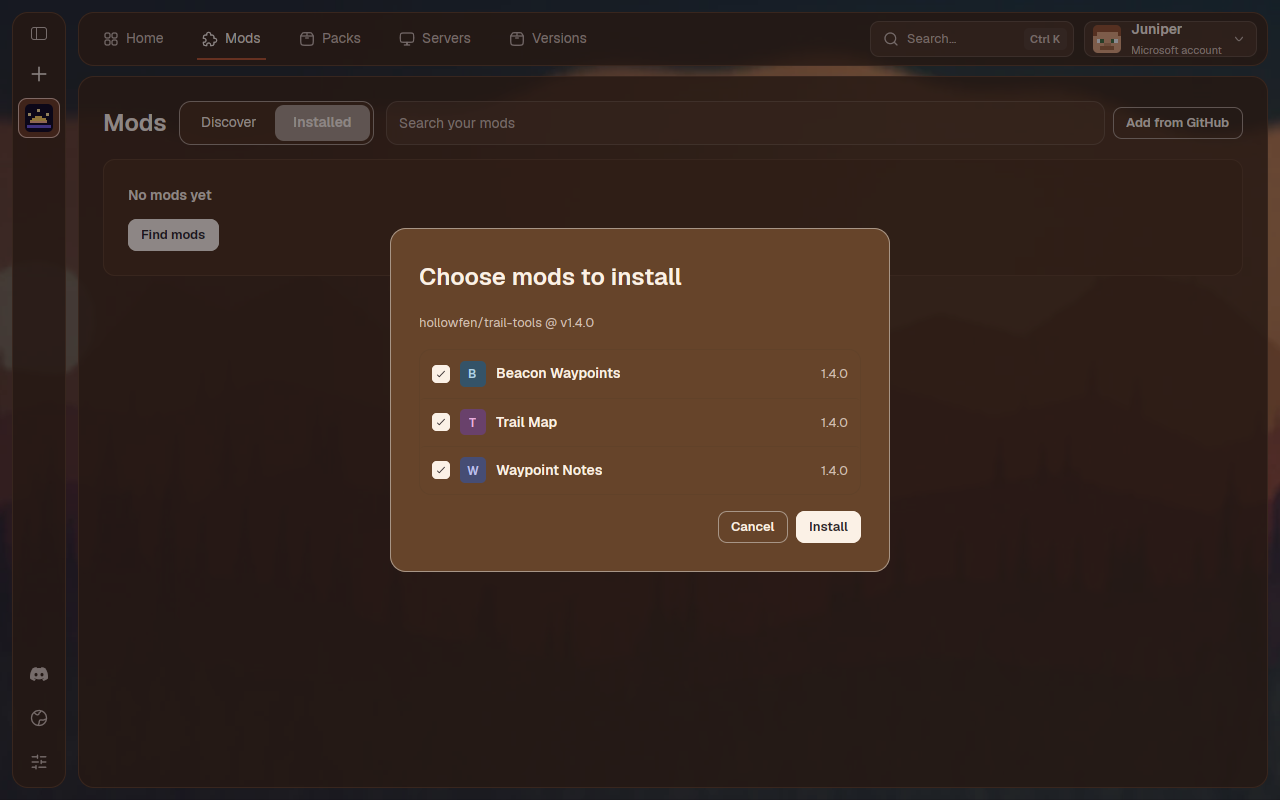 Home
Mods
Packs
Servers
Versions
Search...
Ctrl K
Juniper
Microsoft account
Mods
Discover
Installed
Search your mods
Add from GitHub
No mods yet
Find mods
Choose mods to install
hollowfen/trail-tools @ v1.4.0
B
Beacon Waypoints
1.4.0
T
Trail Map
1.4.0
W
Waypoint Notes
1.4.0
Cancel
Install